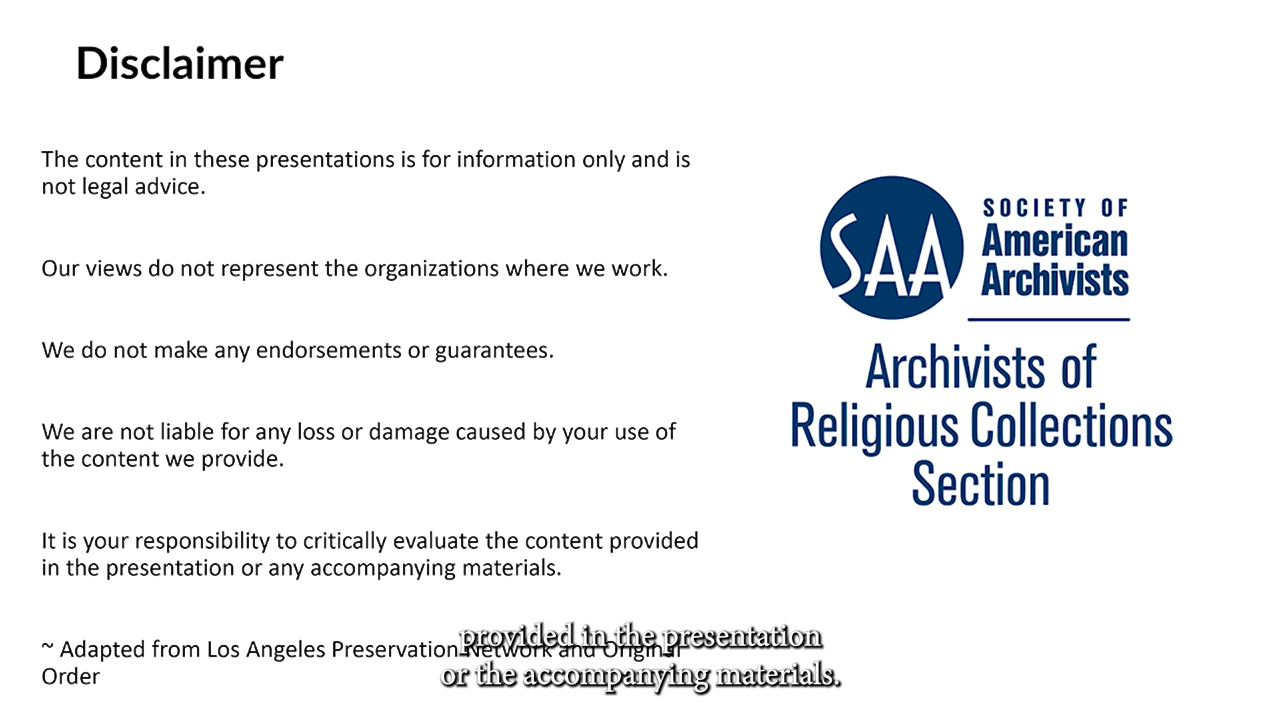 Disclaimer
The content in these presentations is for information only and is
not legal advice.
Our views do not represent the organizations where we work.
We do not make any endorsements or guarantees.
We are not liable for any loss or damage caused by your use of
the content we provide.
It is your responsibility to critically evaluate the content provided
in the presentation or any accompanying materials.
~ Adapted from Los Angeles Preservation Network and Original
Order
SAA
SOCIETY OF
American
Archivists
Archivists of
Religious Collections
Section
provided in the presentation
or the accompanying materials.